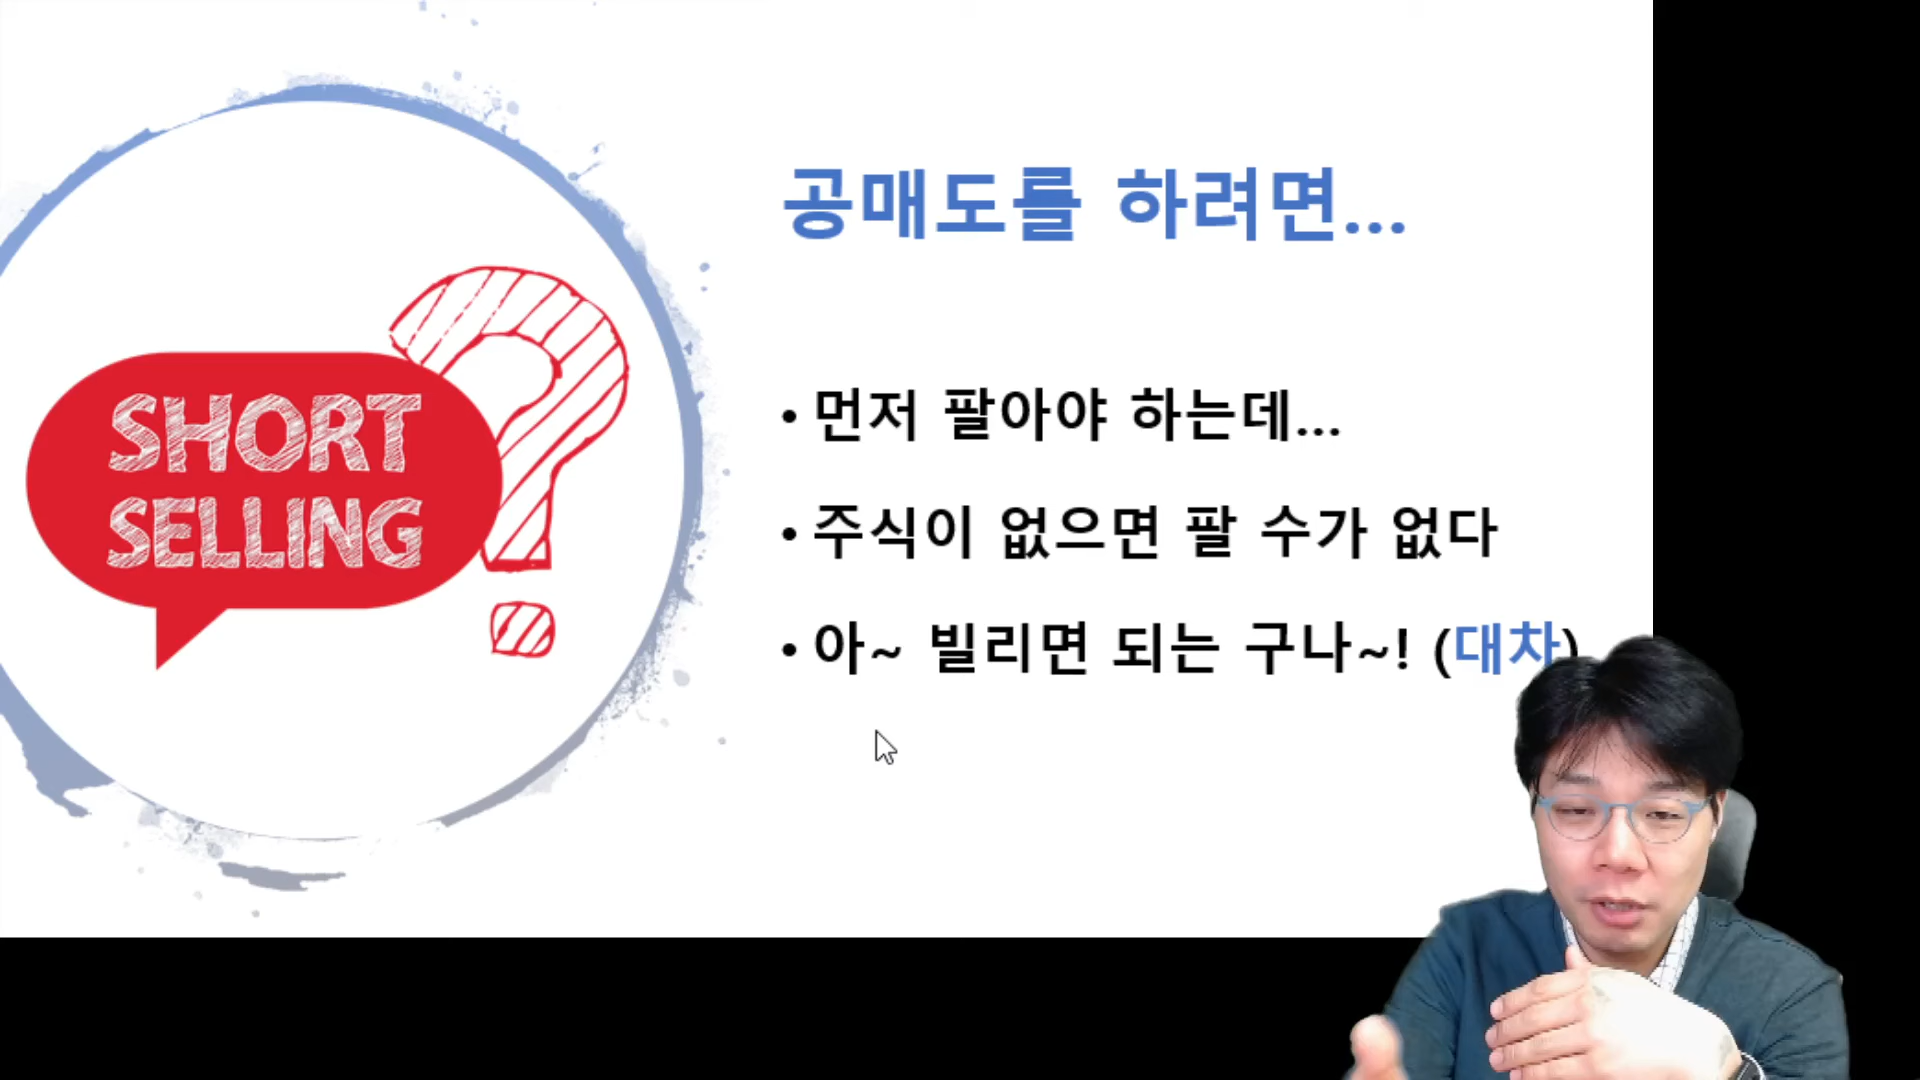 SHORT
SELLING
공매도를 하려면...
• 먼저 팔아야 하는데...
• 주식이 없으면 팔 수가 없다
• 아~ 빌리면 되는 구나~! (대차)